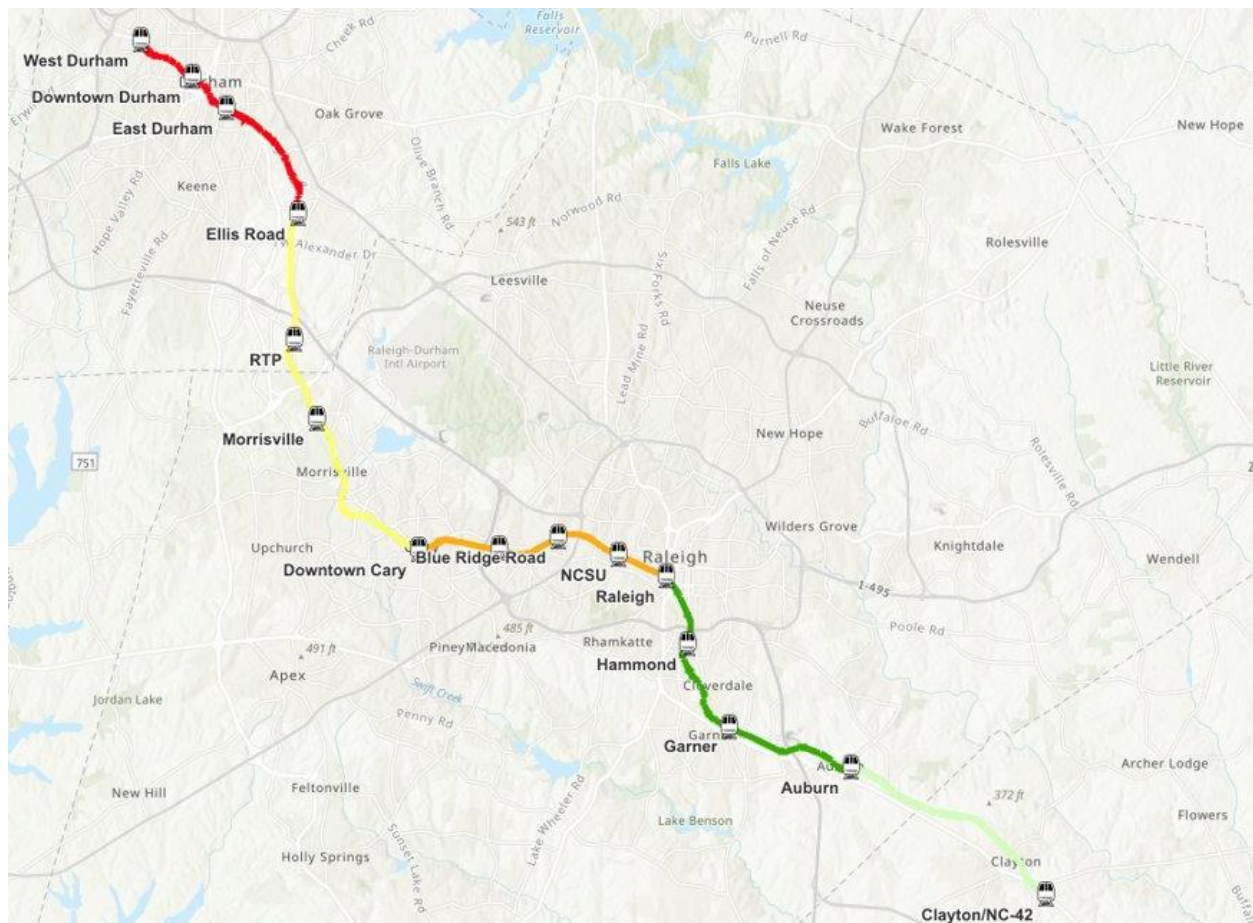 Falls
Reservoir
Cheek Rd
Purnell Rd
West Durham
Durham
Downtown Durham
Oak Grove
East Durham
Wake Forest
New Hope
Erwin Rd
Olive Branch Rd
Falls Lake
Keene
Hope Valley Rd
Norwood Rd
543 ft
Falls of Neuse Rd
Ellis Road
Alexander Dr
Rolesville
Fayetteville Rd
Leesville
Six Forks Rd
Neuse
Crossroads
RTP
Raleigh-Durham
Intl Airport
Lead Mine Rd
Little River
Reservoir
Morrisville
New Hope
Buffaloe Rd
Rolesville Rd
751
Morrisville
Upchurch
Downtown Cary
Blue Ridge Road
NCSU
Raleigh
Raleigh
Wilders Grove
Knightdale
Wendell
I-495
485 ft
Poole Rd
491 ft
PineyMacedonia
Rhamkatte
Hammond
Apex
Swift Creek
Cloverdale
Jordan Lake
Penny Rd
Garner
Garner
Auburn
Archer Lodge
New Hill
Feltonville
Lake Wheeler Rd
372 ft
Lake Benson
Flowers
Sunset Lake Rd
Holly Springs
Clayton
Clayton/NC-42